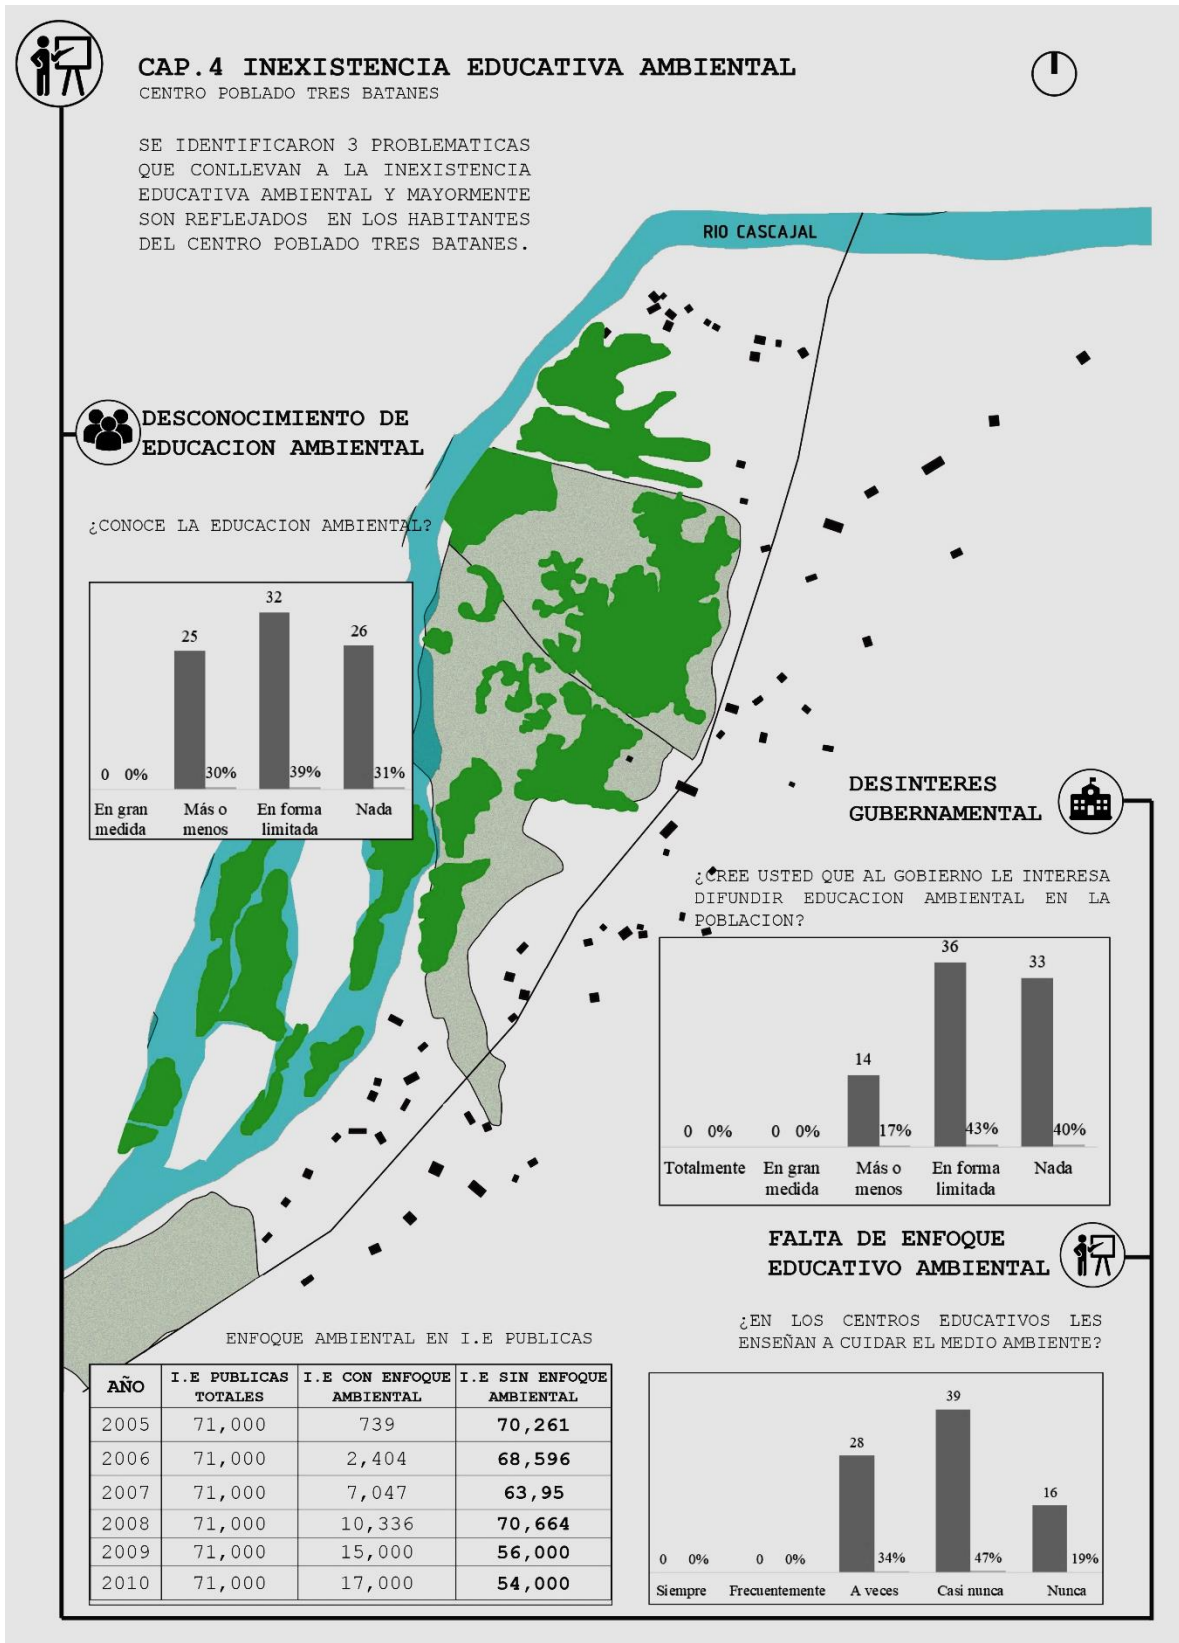 CAP.4 INEXISTENCIA EDUCATIVA AMBIENTAL
CENTRO POBLADO TRES BATANES
SE IDENTIFICARON 3 PROBLEMATICAS
QUE CONLLEVAN A LA INEXISTENCIA
EDUCATIVA AMBIENTAL Y MAYORMENTE
SON REFLEJADOS EN LOS HABITANTES
DEL CENTRO POBLADO TRES BATANES.
RIO CASCAJAL
DESCONOCIMIENTO DE
EDUCACION AMBIENTAL
¿CONOCE LA EDUCACION AMBIENTAL?
32
25
26
0 0% 30% 39% 31%
En gran Más o En forma Nada
medida menos limitada
DESINTERES
GUBERNAMENTAL
¿CREE USTED QUE AL GOBIERNO LE INTERESA
DIFUNDIR EDUCACION AMBIENTAL EN LA
POBLACION?
36
33
14
0 0% 0 0% 17% 43% 40%
Totalmente En gran Más o En forma Nada
medida menos limitada
FALTA DE ENFOQUE
EDUCATIVO AMBIENTAL
¿EN LOS CENTROS EDUCATIVOS LES
ENSEÑAN A CUIDAR EL MEDIO AMBIENTE?
39
28
16
0 0% 0 0% 34% 47% 19%
Siempre Frecuentemente A veces Casi nunca Nunca
ENFOQUE AMBIENTAL EN I.E PUBLICAS
AÑO I.E PUBLICAS I.E CON ENFOQUE I.E SIN ENFOQUE
TOTALES AMBIENTAL AMBIENTAL
2005 71,000 739 70,261
2006 71,000 2,404 68,596
2007 71,000 7,047 63,95
2008 71,000 10,336 70,664
2009 71,000 15,000 56,000
2010 71,000 17,000 54,000